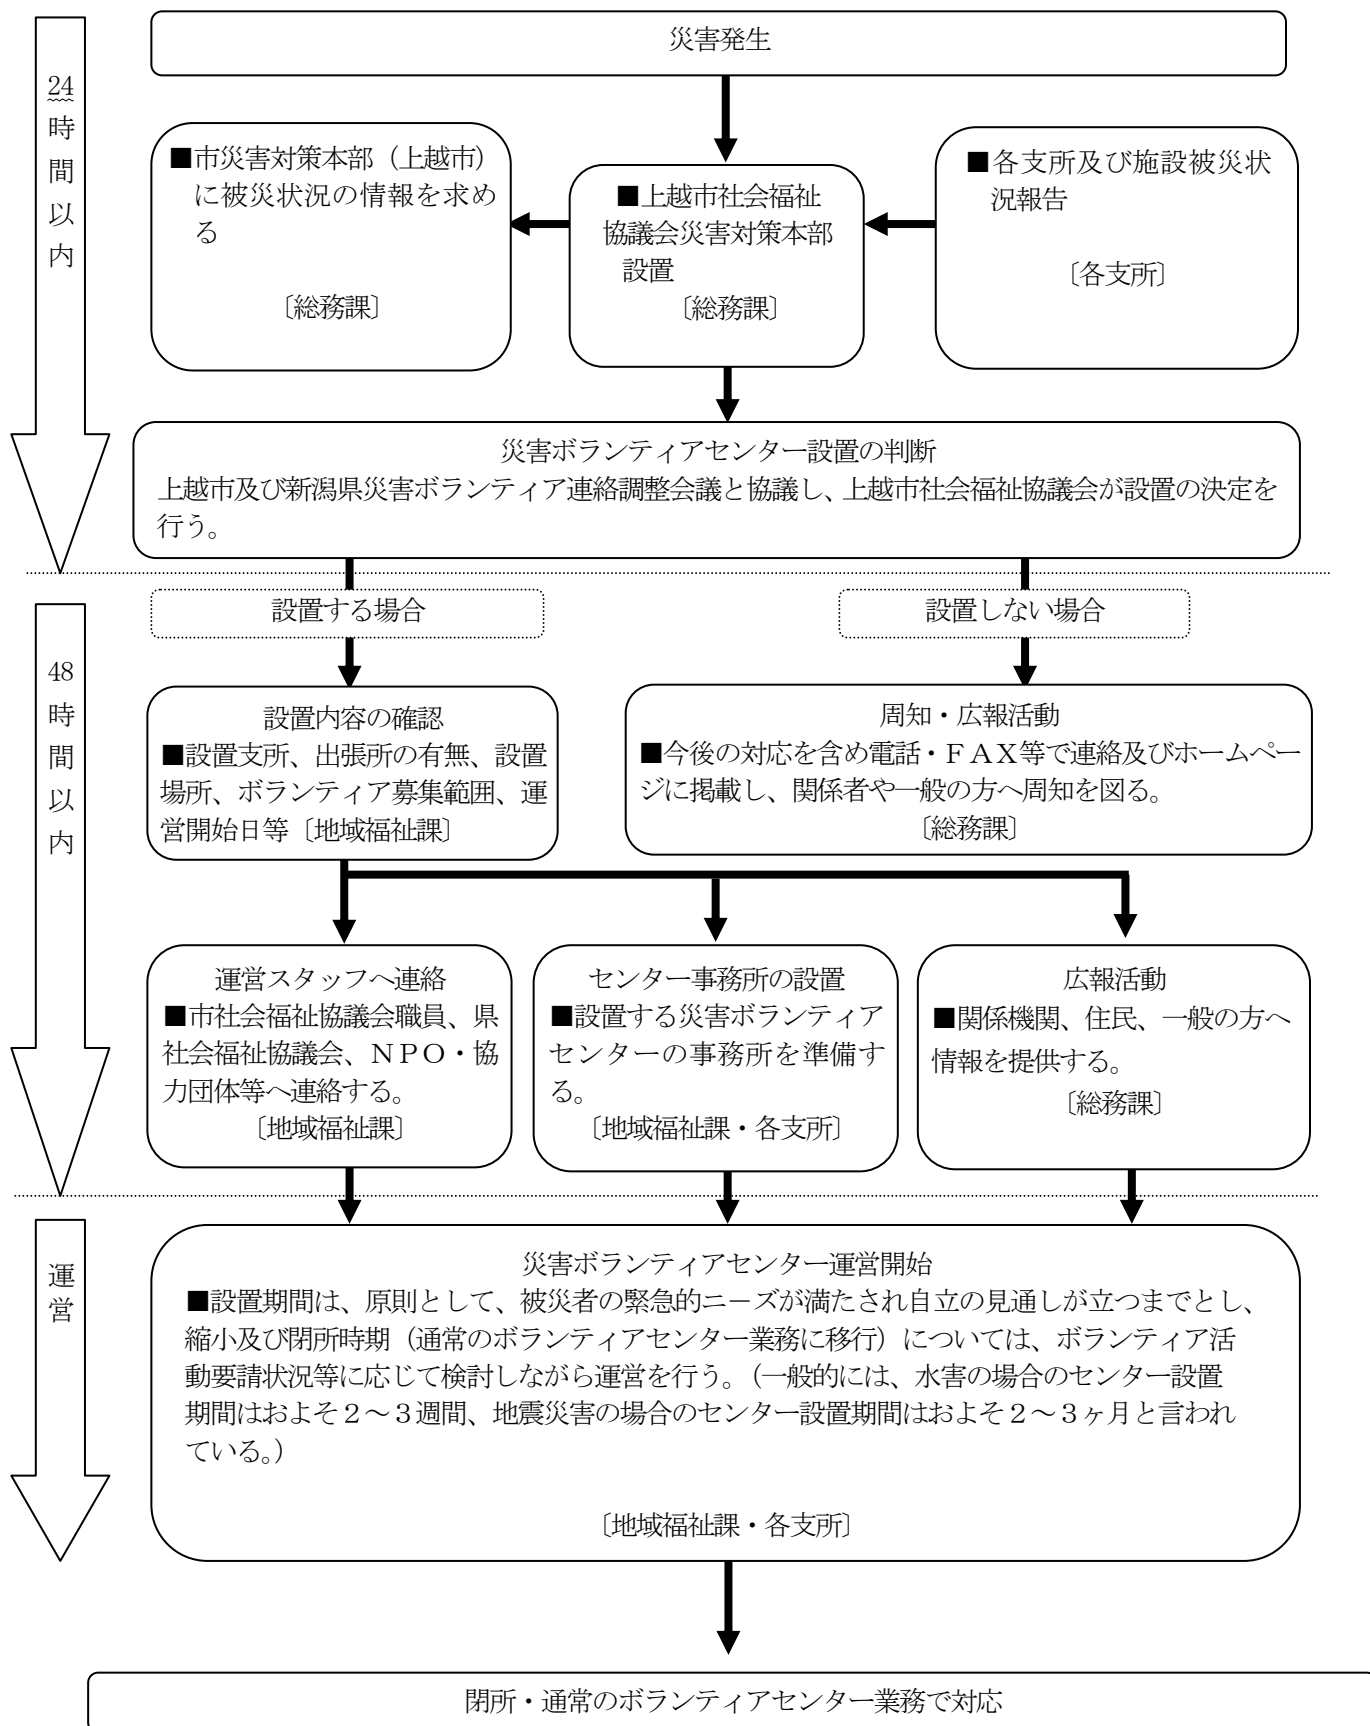 災害発生
24時間以内
■市災害対策本部（上越市）
に被災状況の情報を求め
る
〔総務課〕
■上越市社会福祉
協議会災害対策本部
設置
〔総務課〕
■各支所及び施設被災状
況報告
〔各支所〕
災害ボランティアセンター設置の判断
上越市及び新潟県災害ボランティア連絡調整会議と協議し、上越市社会福祉協議会が設置の決定を
行う。
48時間以内
設置する場合
設置しない場合
設置内容の確認
■設置支所、出張所の有無、設置
場所、ボランティア募集範囲、運
営開始日等〔地域福祉課〕
周知・広報活動
■今後の対応を含め電話・ＦＡＸ等で連絡及びホームペー
ジに掲載し、関係者や一般の方へ周知を図る。
〔総務課〕
運営スタッフへ連絡
■市社会福祉協議会職員、県
社会福祉協議会、ＮＰＯ・協
力団体等へ連絡する。
〔地域福祉課〕
センター事務所の設置
■設置する災害ボランティア
センターの事務所を準備す
る。
〔地域福祉課・各支所〕
広報活動
■関係機関、住民、一般の方へ
情報を提供する。
〔総務課〕
運営
災害ボランティアセンター運営開始
■設置期間は、原則として、被災者の緊急的ニ－ズが満たされ自立の見通しが立つまでとし、
縮小及び閉所時期（通常のボランティアセンター業務に移行）については、ボランティア活
動要請状況等に応じて検討しながら運営を行う。（一般的には、水害の場合のセンター設置
期間はおよそ２～３週間、地震災害の場合のセンター設置期間はおよそ２～３ヶ月と言われ
ている。）
〔地域福祉課・各支所〕
閉所・通常のボランティアセンター業務で対応